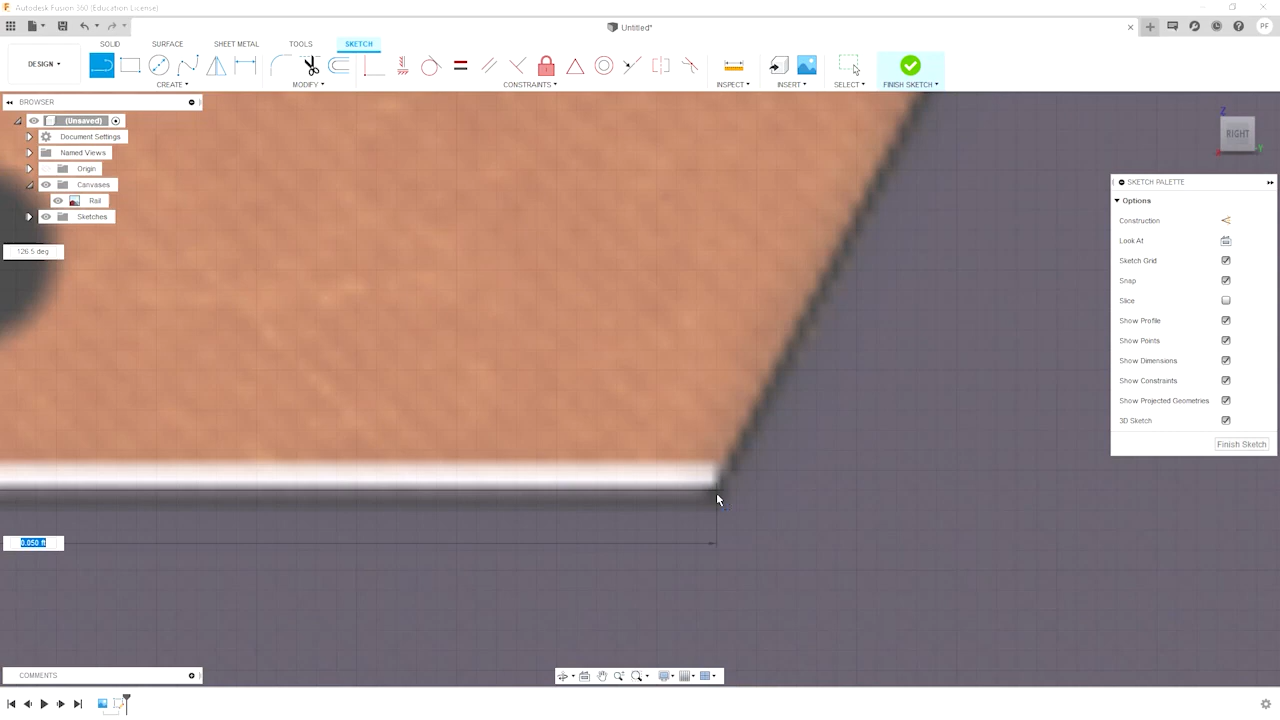 Autodesk Fusion 360 (Education License)
Untitled*
PF
DESIGN
SOLID
SURFACE
SHEET METAL
TOOLS
SKETCH
CREATE
MODIFY
CONSTRAINTS
INSPECT
INSERT
SELECT
FINISH SKETCH
BROWSER
(Unsaved)
Document Settings
Named Views
Origin
Canvases
Rail
Sketches
126.5 deg
0.050 ft
Z
RIGHT
X
Y
SKETCH PALETTE
Options
Construction
Look At
Sketch Grid
Snap
Slice
Show Profile
Show Points
Show Dimensions
Show Constraints
Show Projected Geometries
3D Sketch
Finish Sketch
COMMENTS